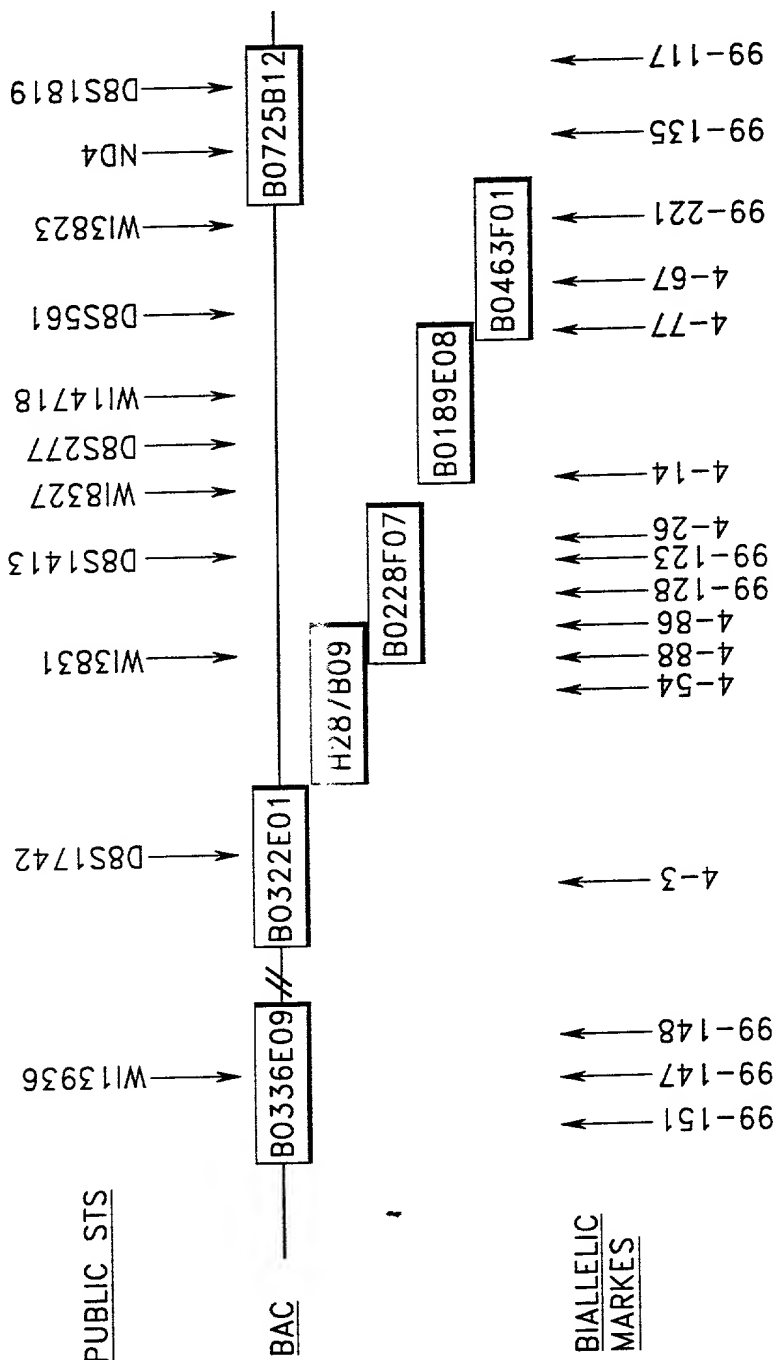 PUBLIC STS
WI13936
D8S1742
WI3831
D8S1413
WI8327
D8S277
WI14718
D8S561
WI3823
ND4
D8S1819
BAC
B0336E09
B0322E01
B0725B12
H287B09
B0228F07
B0189E08
B0463F01
BIALLELIC
MARKES
99-151
99-147
99-148
4-3
4-54
4-88
4-86
99-128
99-123
4-26
4-14
4-77
4-67
99-221
99-135
99-117